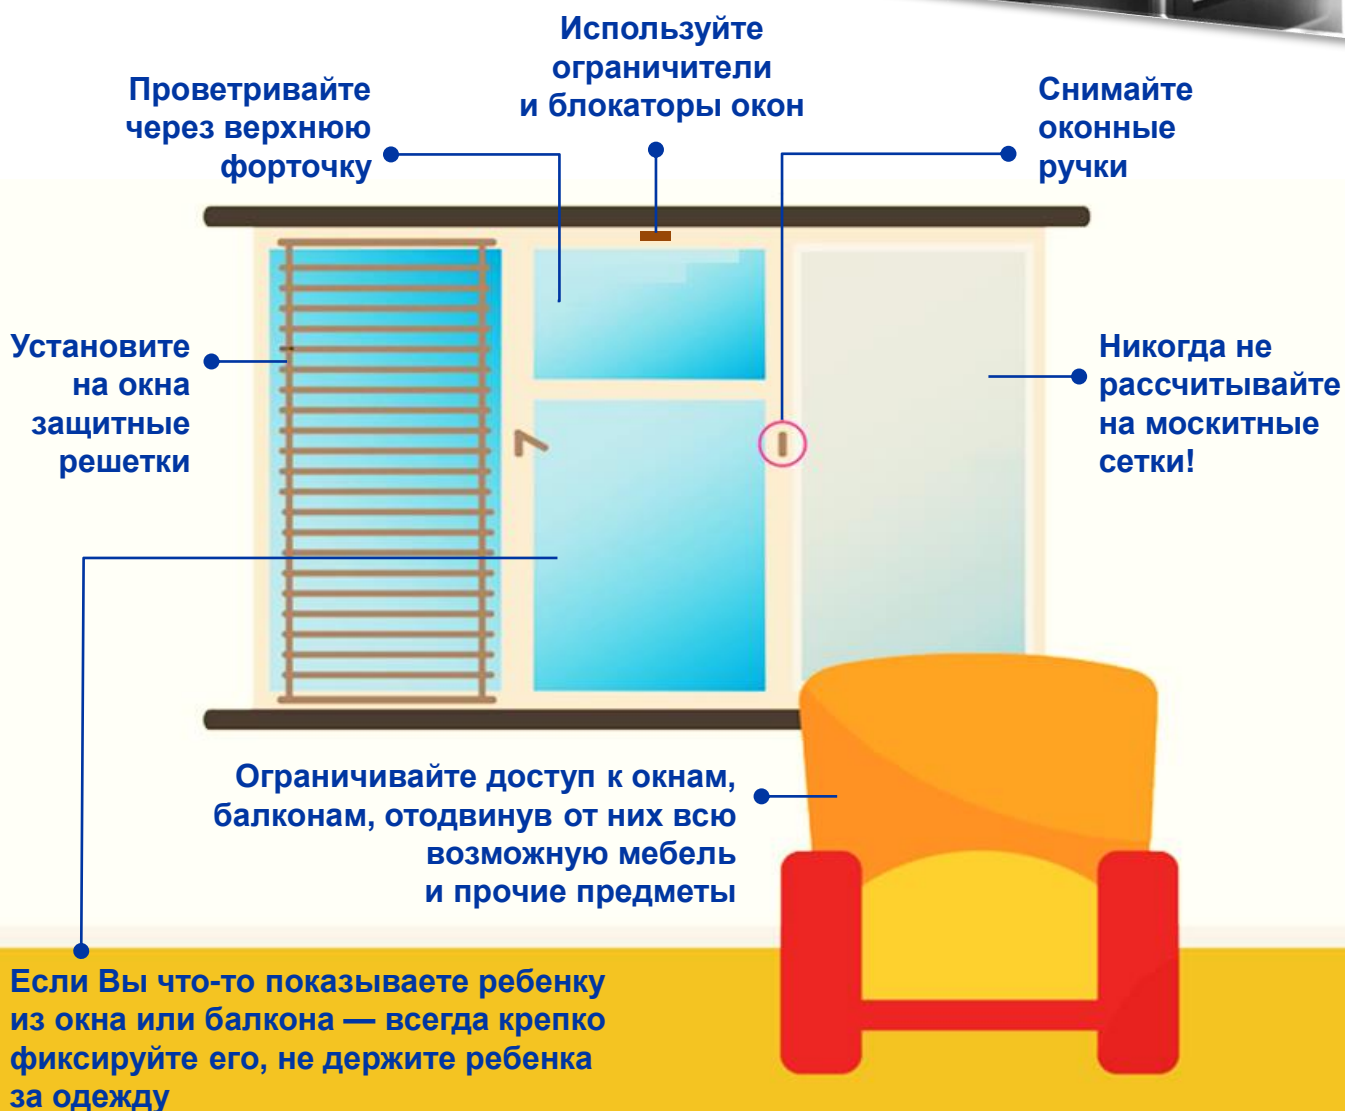 Используйте
ограничители
и блокаторы окон
Проветривайте
через верхнюю
форточку
Снимайте
оконные
ручки
Установите
на окна
защитные
решетки
Никогда не
рассчитывайте
на москитные
сетки!
Ограничивайте доступ к окнам,
балконам, отодвинув от них всю
возможную мебель
и прочие предметы
Если Вы что-то показываете ребенку
из окна или балкона — всегда крепко
фиксируйте его, не держите ребенка
за одежду